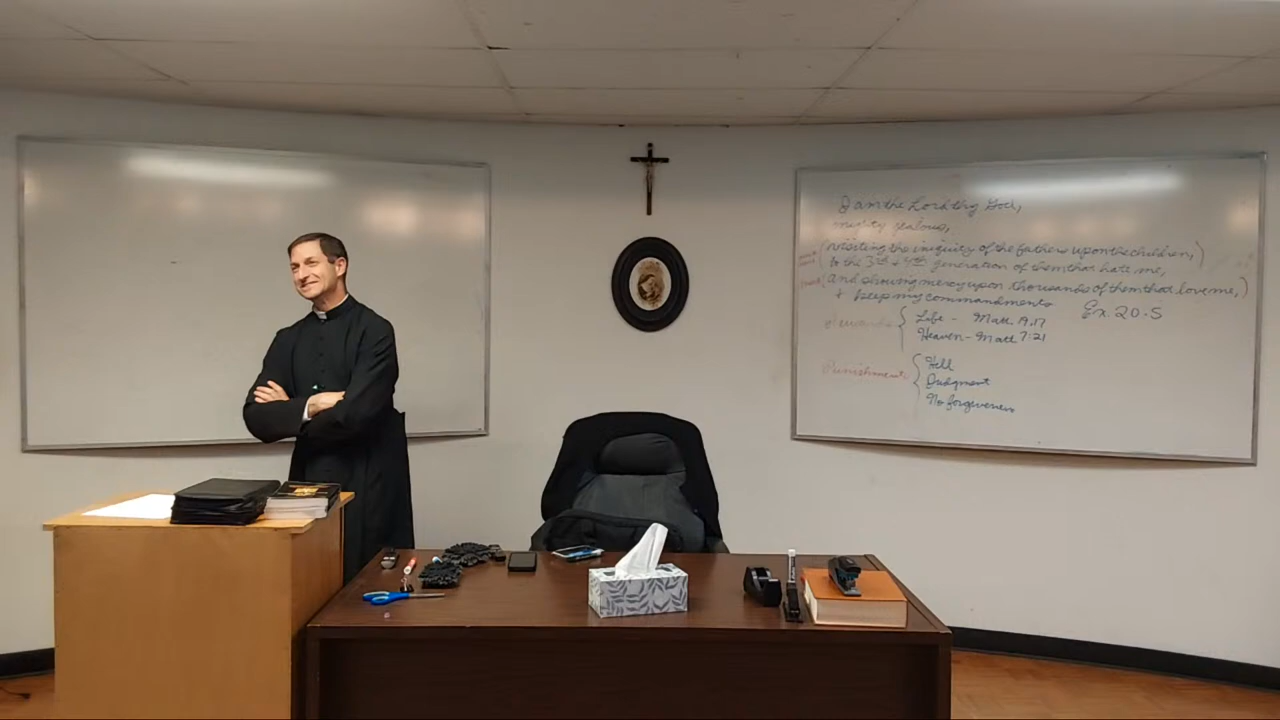 I am the Lord thy God,
mighty jealous,
(visiting the iniquity of the fathers upon the children,)
to the 3rd + 4th generation of them that hate me,
(and showing mercy upon thousands of them that love me,)
+ keep my commandments
Ex. 20-5
Rewards { Life - Matt. 19.17
Heaven - Matt 7:21
Punishment { Hell
Judgment
No forgiveness